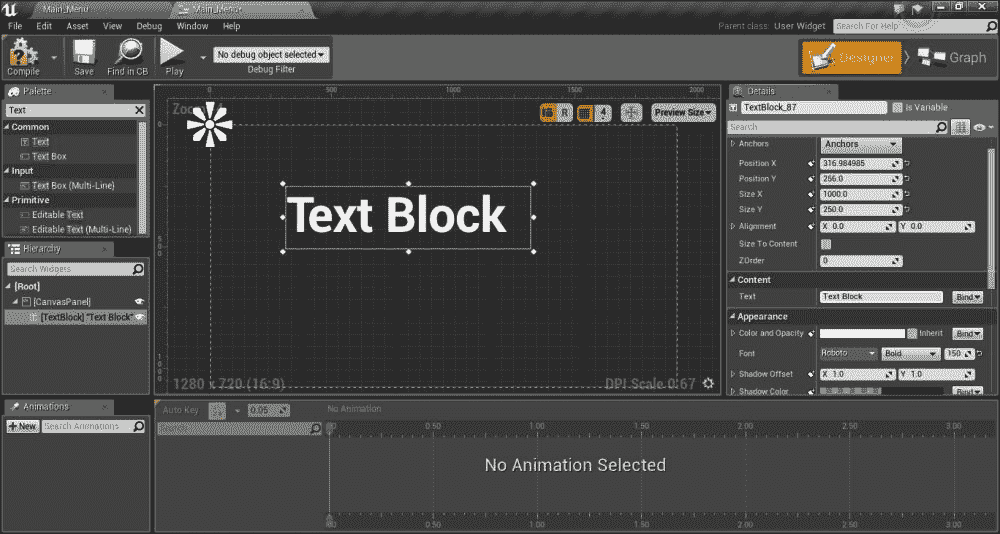 Main_Menu
Main_Menu*
File Edit Asset View Debug Window Help
Parent class: User Widget
Search For Help
Compile
Save
Find in CB
Play
No debug object selected
Debug Filter
Designer
Graph
Palette
Text
Common
Text
Text Box
Input
Text Box (Multi-Line)
Primitive
Editable Text
Editable Text (Multi-Line)
Hierarchy
Search Widgets
[Root]
[CanvasPanel]
[TextBlock] "Text Block"
0 500 1000 1500 2000
R
4
Preview Size
0
500
Text Block
1280 x 720 (16:9)
DPI Scale 0.67
Details
TextBlock_87
Is Variable
Search
Anchors Anchors
Position X 316.984985
Position Y 256.0
Size X 1000.0
Size Y 250.0
Alignment X 0.0 Y 0.0
Size To Content
ZOrder 0
Content
Text Text Block Bind
Appearance
Color and Opacity Inherit Bind
Font Roboto Bold 150
Shadow Offset X 1.0 Y 1.0
Shadow Color Bind
Animations
New Search Animations
Auto Key 0.05 No Animation
Search
0.50 1.00 1.50 2.00 2.50 3.00
No Animation Selected
0.50 1.00 1.50 2.00 2.50 3.00